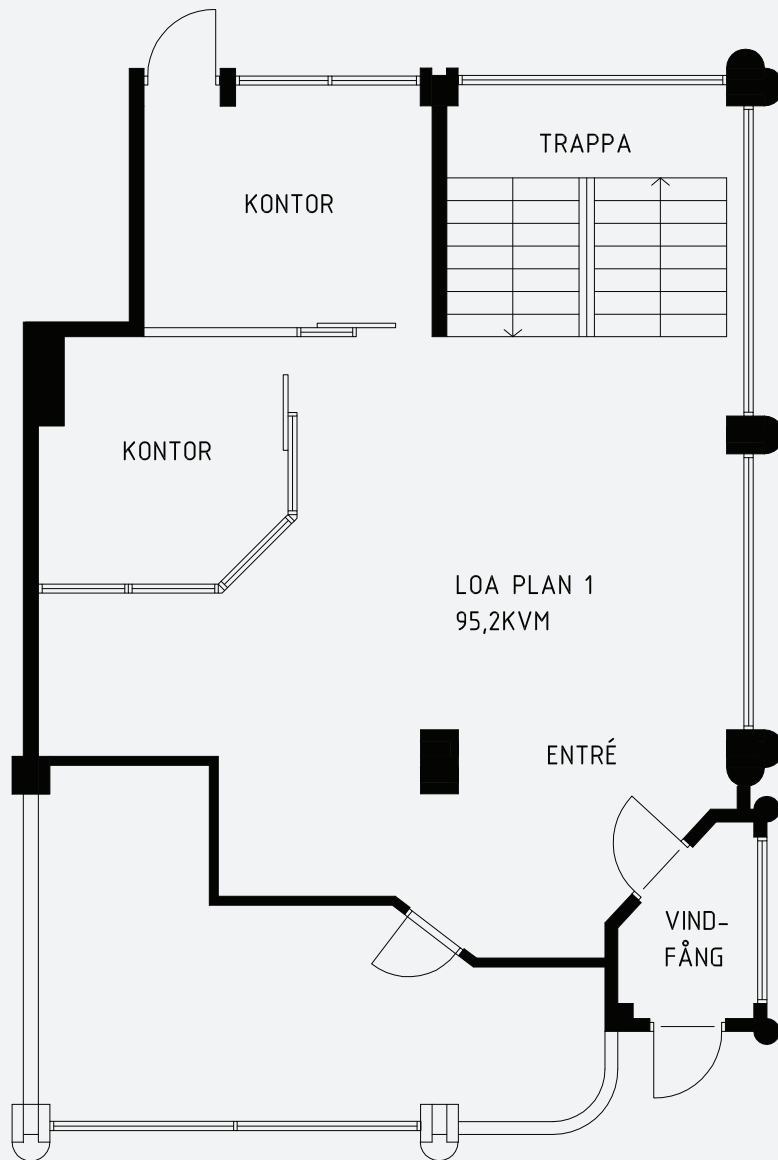 TRAPPA
KONTOR
KONTOR
LOA PLAN 1
95,2KVM
ENTRÉ
VIND-
FÅNG